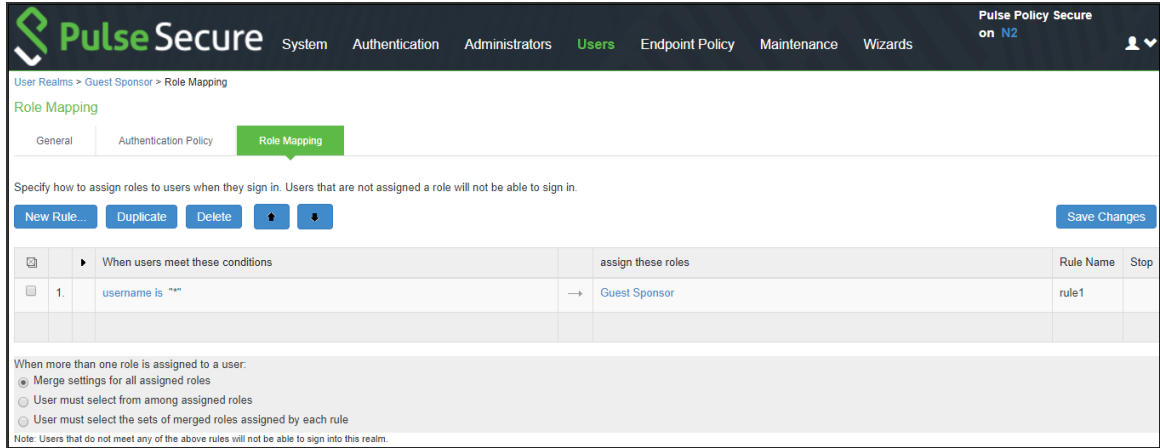 Pulse Secure
System Authentication Administrators Users Endpoint Policy Maintenance Wizards
Pulse Policy Secure
on N2
User Realms > Guest Sponsor > Role Mapping
Role Mapping
General Authentication Policy Role Mapping
Specify how to assign roles to users when they sign in. Users that are not assigned a role will not be able to sign in.
New Rule... Duplicate Delete Save Changes
When users meet these conditions assign these roles Rule Name Stop
1. username is "*" → Guest Sponsor rule1
When more than one role is assigned to a user:
Merge settings for all assigned roles
User must select from among assigned roles
User must select the sets of merged roles assigned by each rule
Note: Users that do not meet any of the above rules will not be able to sign into this realm.